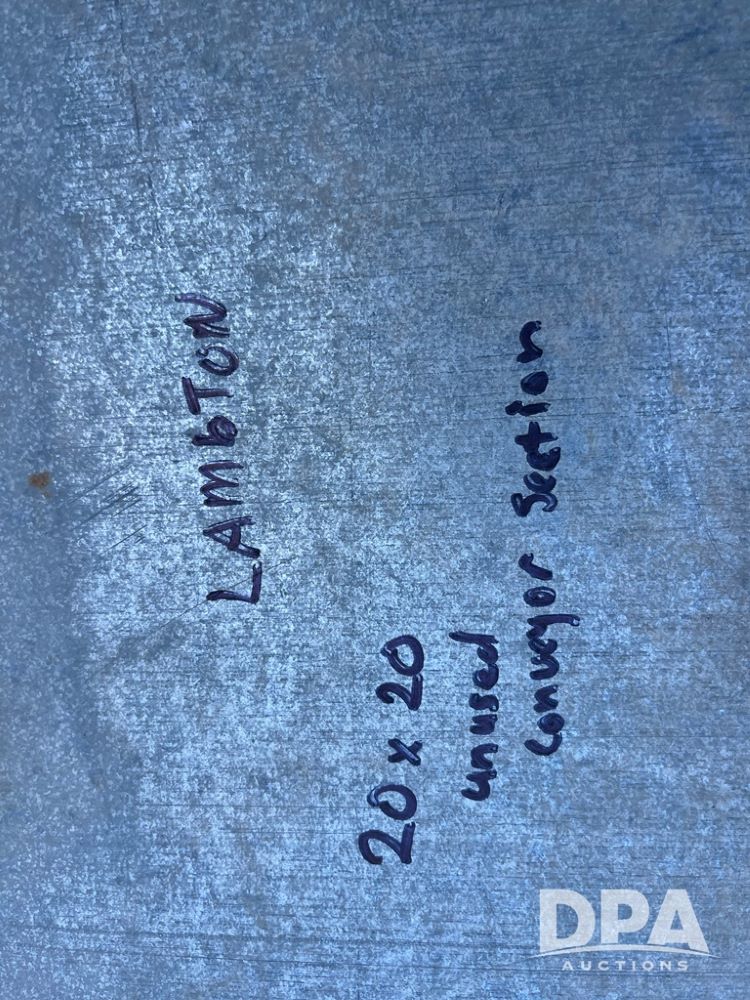 LAMbTON
20 x 20
unused
conveyor Section
DPA
AUCTIONS